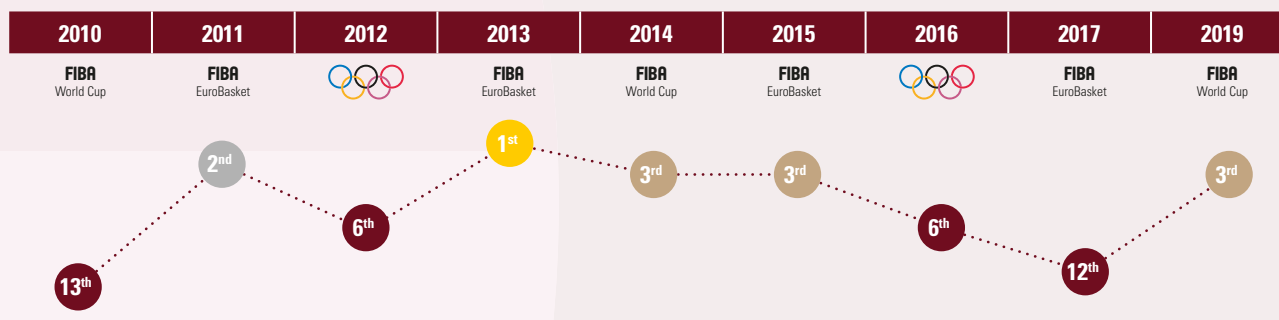 2010 2011 2012 2013 2014 2015 2016 2017 2019
FIBA FIBA FIBA FIBA FIBA FIBA FIBA
World Cup EuroBasket EuroBasket World Cup EuroBasket EuroBasket World Cup
1st
2nd 3rd 3rd 3rd
6th 6th
13th 12th